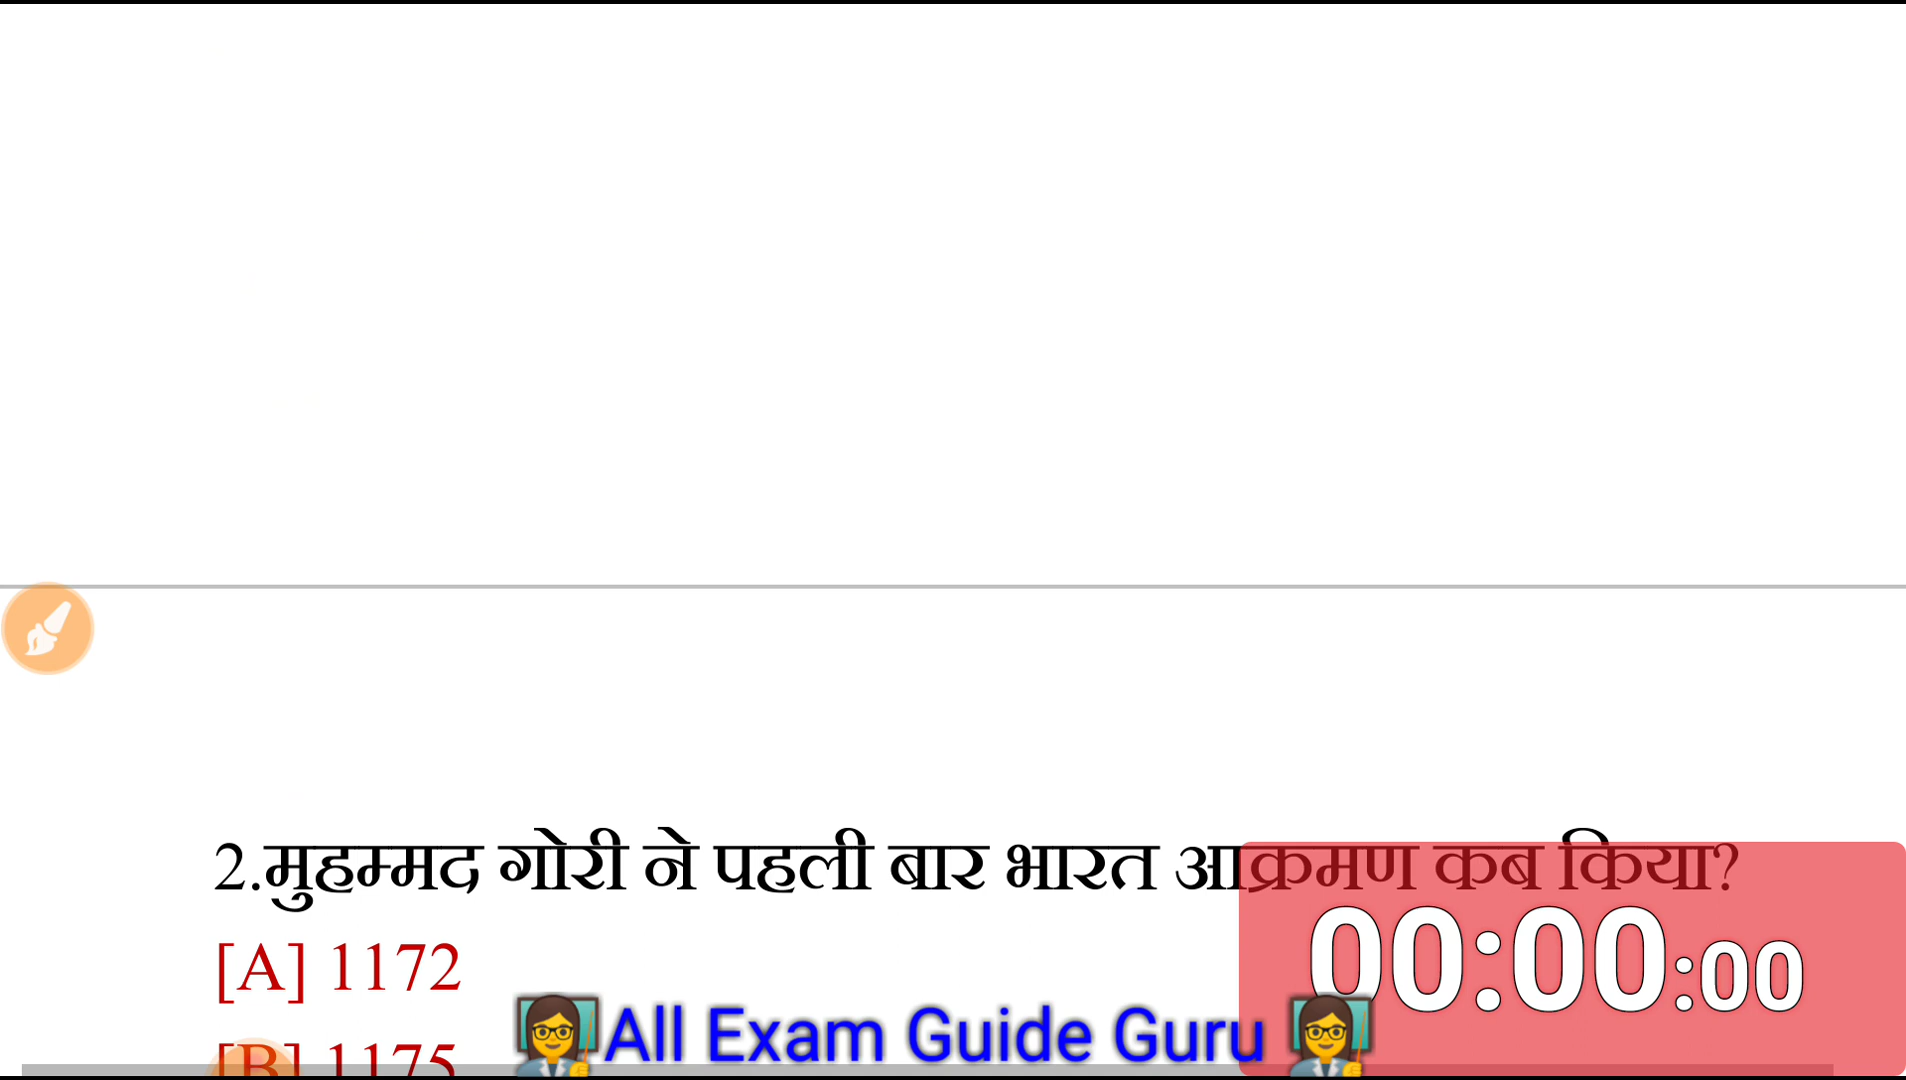 2.मुहम्मद गोरी ने पहली बार भारत आक्रमण कब किया?
[A] 1172
00:00:00
[B] 1175
All Exam Guide Guru